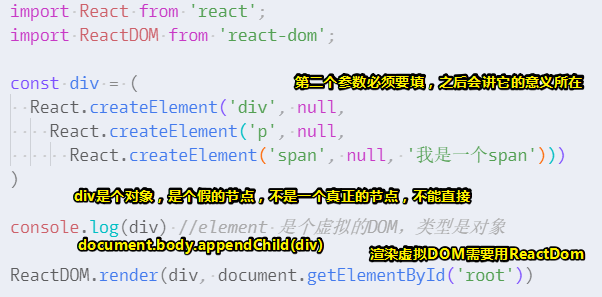 import React from 'react';
import ReactDOM from 'react-dom';
const div = (
第二个参数必须要填，之后会讲它的意义所在
React.createElement('div', null,
React.createElement('p', null,
React.createElement('span', null, '我是一个span')))
)
div是个对象，是个假的节点，不是一个真正的节点，不能直接
console.log(div) //element 是个虚拟的DOM，类型是对象
document.body.appendChild(div)
渲染虚拟DOM需要用ReactDom
ReactDOM.render(div, document.getElementById('root'))